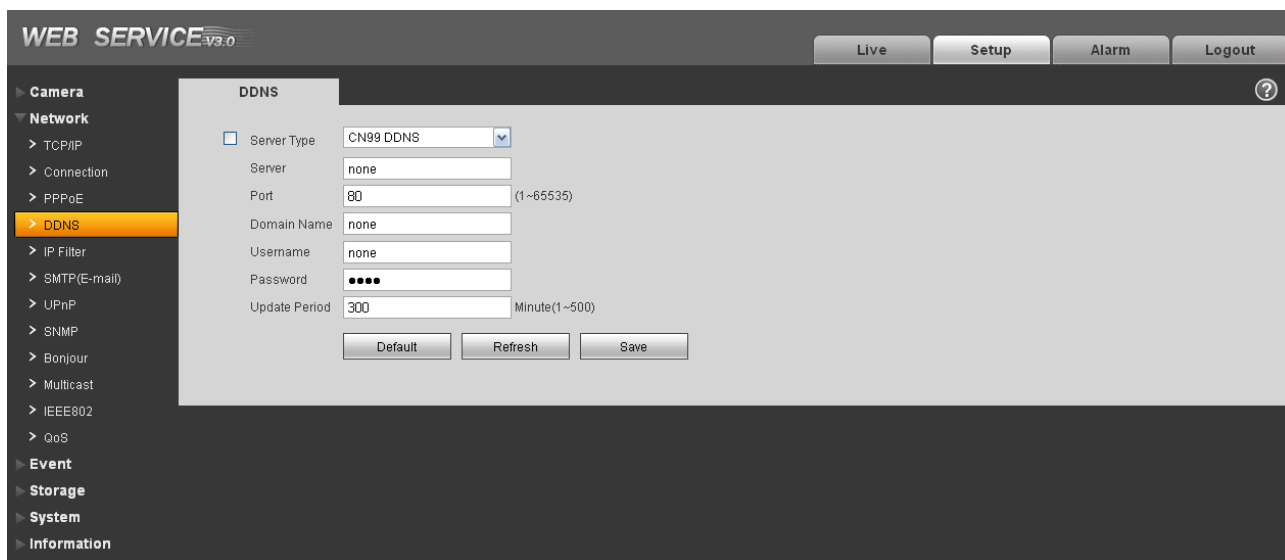 WEB SERVICE V3.0
Live Setup Alarm Logout
Camera
Network
> TCP/IP
> Connection
> PPPoE
> DDNS
> IP Filter
> SMTP(E-mail)
> UPnP
> SNMP
> Bonjour
> Multicast
> IEEE802
> QoS
Event
Storage
System
Information
DDNS
?
Server Type CN99 DDNS
Server none
Port 80 (1~65535)
Domain Name none
Username none
Password ●●●●
Update Period 300 Minute(1~500)
Default Refresh Save